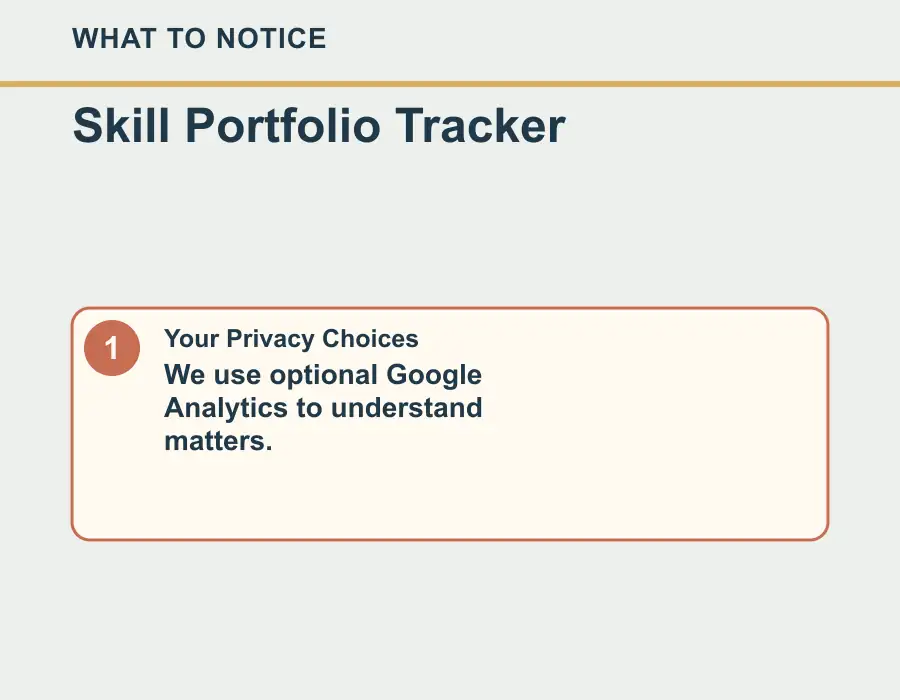 WHAT TO NOTICE
Skill Portfolio Tracker
1
Your Privacy Choices
We use optional Google
Analytics to understand
matters.